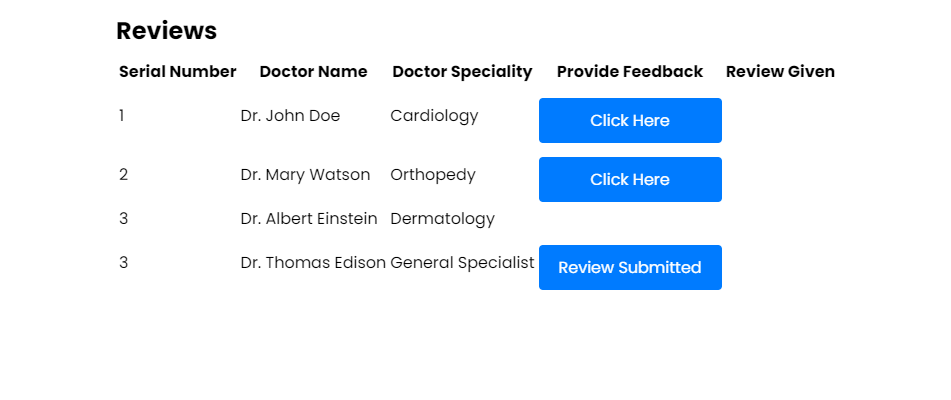 Reviews
Serial Number Doctor Name Doctor Speciality Provide Feedback Review Given
1 Dr. John Doe Cardiology Click Here
2 Dr. Mary Watson Orthopedy Click Here
3 Dr. Albert Einstein Dermatology
3 Dr. Thomas Edison General Specialist Review Submitted